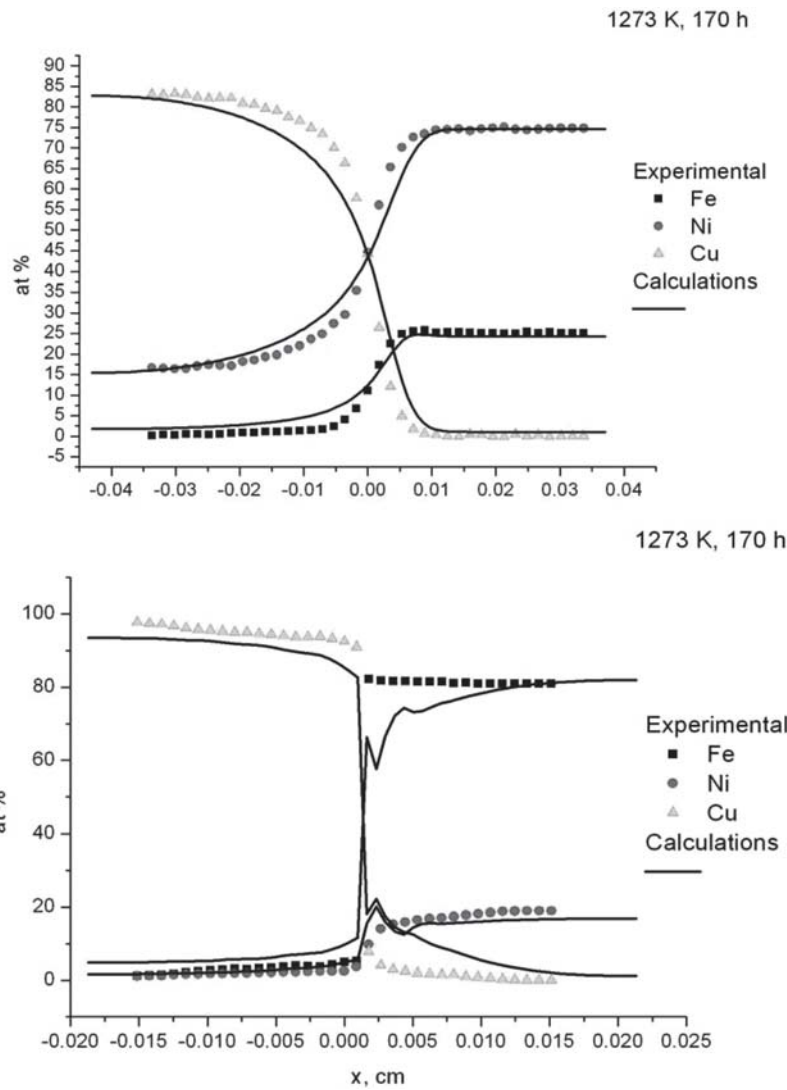 1273 K, 170 h
90
85
80
75
70
65
60
55
50
45
40
35
30
25
20
15
10
5
0
-5
at %
-0.04 -0.03 -0.02 -0.01 0.00 0.01 0.02 0.03 0.04
Experimental
Fe
Ni
Cu
Calculations
1273 K, 170 h
100
80
60
40
20
0
at %
-0.020 -0.015 -0.010 -0.005 0.000 0.005 0.010 0.015 0.020 0.025
x, cm
Experimental
Fe
Ni
Cu
Calculations